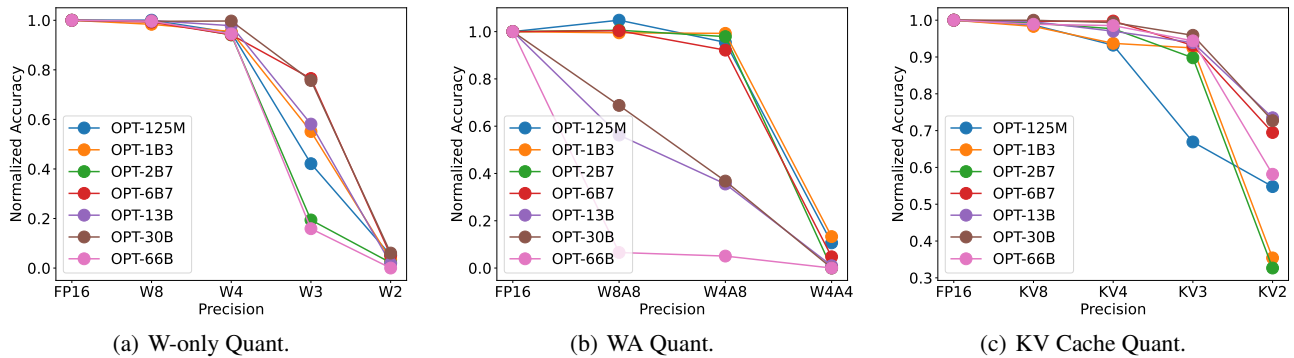 1.0
0.8
0.6
0.4
0.2
0.0
Normalized Accuracy
OPT-125M
OPT-1B3
OPT-2B7
OPT-6B7
OPT-13B
OPT-30B
OPT-66B
FP16 W8 W4 W3 W2
Precision
(a) W-only Quant.
1.0
0.8
0.6
0.4
0.2
0.0
Normalized Accuracy
OPT-125M
OPT-1B3
OPT-2B7
OPT-6B7
OPT-13B
OPT-30B
OPT-66B
FP16 W8A8 W4A8 W4A4
Precision
(b) WA Quant.
1.0
0.9
0.8
0.7
0.6
0.5
0.4
0.3
Normalized Accuracy
OPT-125M
OPT-1B3
OPT-2B7
OPT-6B7
OPT-13B
OPT-30B
OPT-66B
FP16 KV8 KV4 KV3 KV2
Precision
(c) KV Cache Quant.